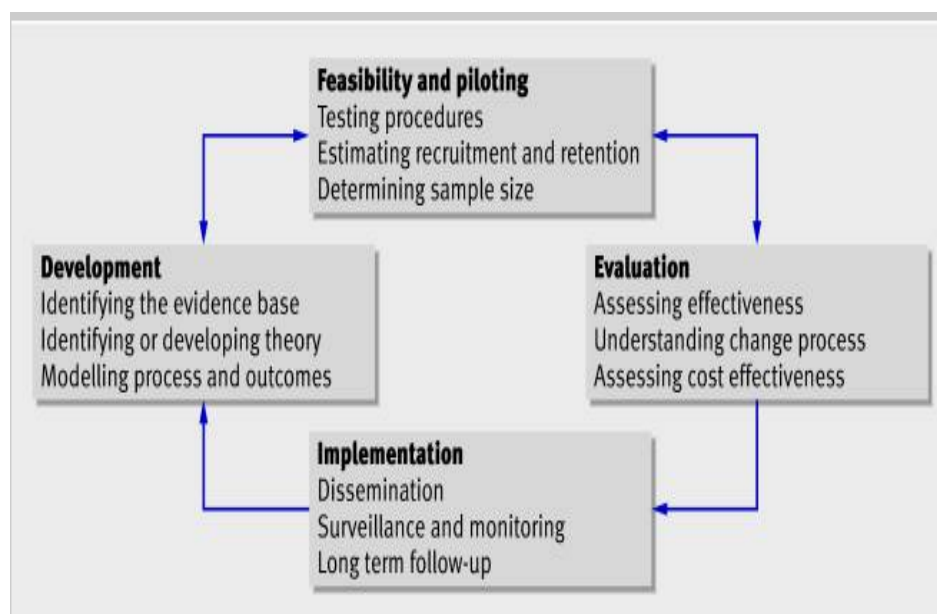 Feasibility and piloting
Testing procedures
Estimating recruitment and retention
Determining sample size
Development
Identifying the evidence base
Identifying or developing theory
Modelling process and outcomes
Evaluation
Assessing effectiveness
Understanding change process
Assessing cost effectiveness
Implementation
Dissemination
Surveillance and monitoring
Long term follow-up